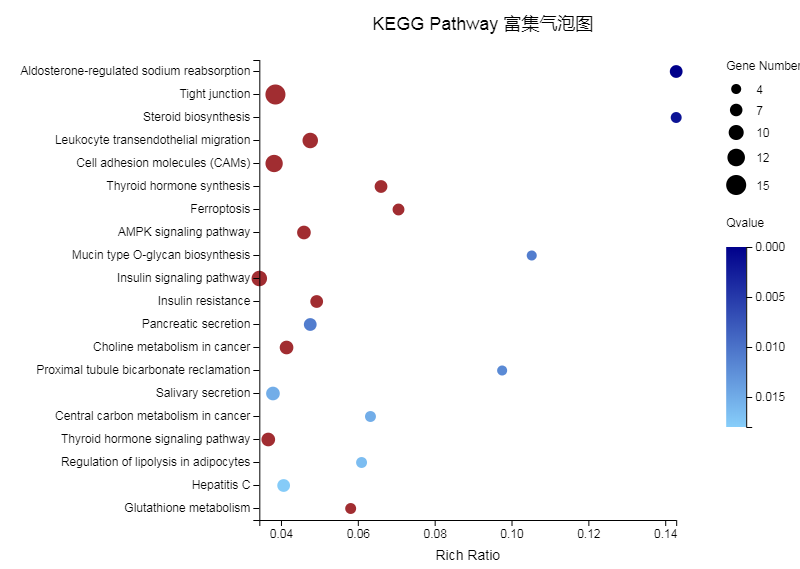 KEGG Pathway 富集气泡图
Aldosterone-regulated sodium reabsorption
Tight junction
Steroid biosynthesis
Leukocyte transendothelial migration
Cell adhesion molecules (CAMs)
Thyroid hormone synthesis
Ferroptosis
AMPK signaling pathway
Mucin type O-glycan biosynthesis
Insulin signaling pathway
Insulin resistance
Pancreatic secretion
Choline metabolism in cancer
Proximal tubule bicarbonate reclamation
Salivary secretion
Central carbon metabolism in cancer
Thyroid hormone signaling pathway
Regulation of lipolysis in adipocytes
Hepatitis C
Glutathione metabolism
0.04 0.06 0.08 0.10 0.12 0.14
Rich Ratio
Gene Number
4
7
10
12
15
Qvalue
0.000
0.005
0.010
0.015